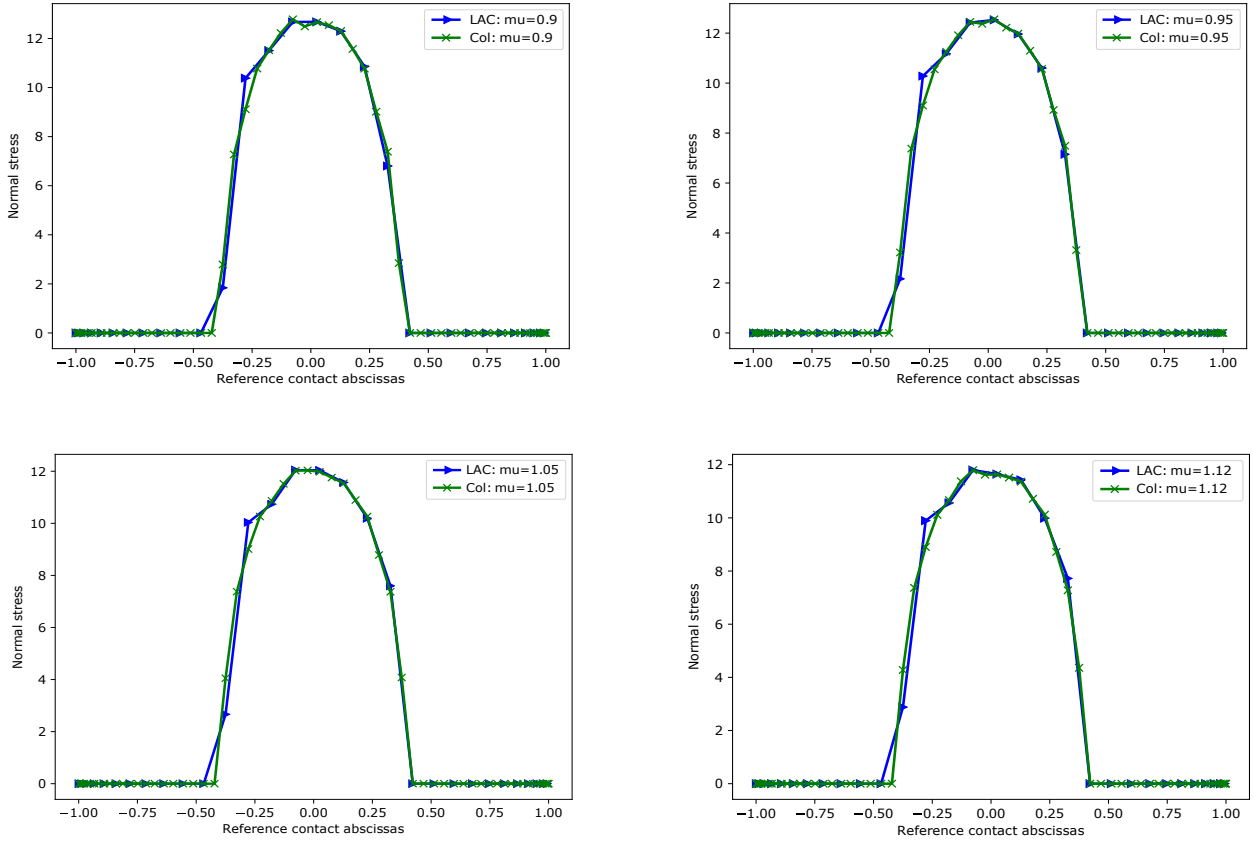 LAC: mu=0.9
Col: mu=0.9
Normal stress
12
10
8
6
4
2
0
−1.00 −0.75 −0.50 −0.25 0.00 0.25 0.50 0.75 1.00
Reference contact abscissas
LAC: mu=0.95
Col: mu=0.95
Normal stress
12
10
8
6
4
2
0
−1.00 −0.75 −0.50 −0.25 0.00 0.25 0.50 0.75 1.00
Reference contact abscissas
LAC: mu=1.05
Col: mu=1.05
Normal stress
12
10
8
6
4
2
0
−1.00 −0.75 −0.50 −0.25 0.00 0.25 0.50 0.75 1.00
Reference contact abscissas
LAC: mu=1.12
Col: mu=1.12
Normal stress
12
10
8
6
4
2
0
−1.00 −0.75 −0.50 −0.25 0.00 0.25 0.50 0.75 1.00
Reference contact abscissas